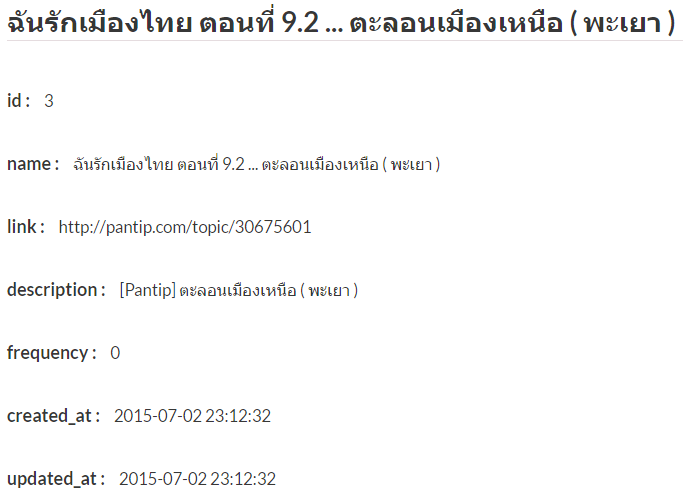 ฉันรักเมืองไทย ตอนที่ 9.2 ... ตะลอนเมืองเหนือ ( พะเยา )
id : 3
name : ฉันรักเมืองไทย ตอนที่ 9.2 ... ตะลอนเมืองเหนือ ( พะเยา )
link : http://pantip.com/topic/30675601
description : [Pantip] ตะลอนเมืองเหนือ ( พะเยา )
frequency : 0
created_at : 2015-07-02 23:12:32
updated_at : 2015-07-02 23:12:32